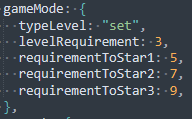 gameMode: {
typeLevel: "set",
levelRequirement: 3,
requirementToStar1: 5,
requirementToStar2: 7,
requirementToStar3: 9,
},